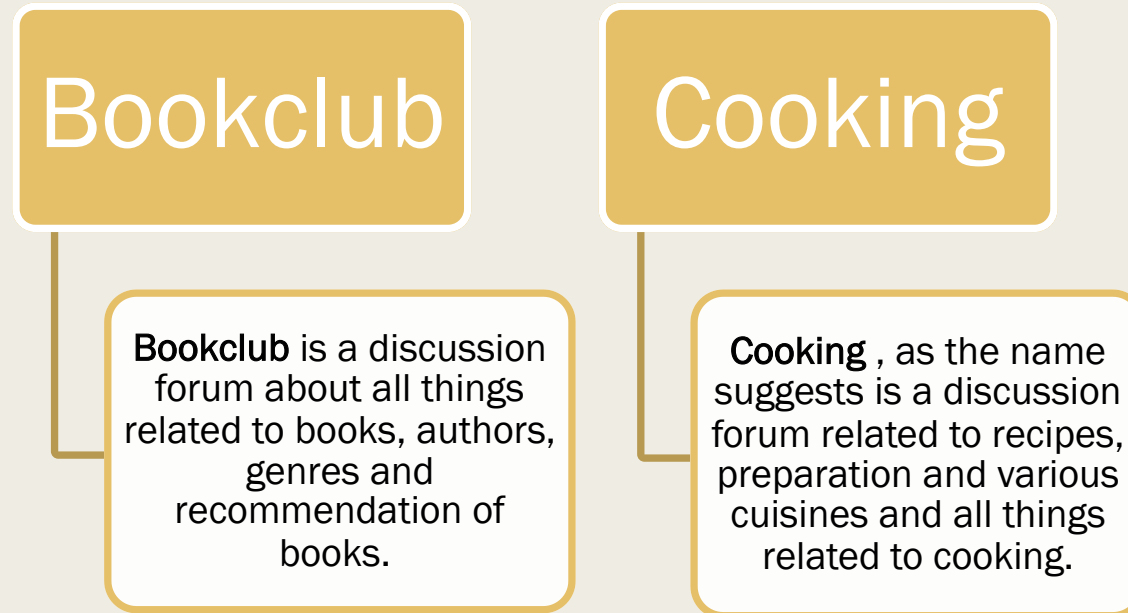 Bookclub
Bookclub is a discussion
forum about all things
related to books, authors,
genres and
recommendation of
books.
Cooking
Cooking , as the name
suggests is a discussion
forum related to recipes,
preparation and various
cuisines and all things
related to cooking.